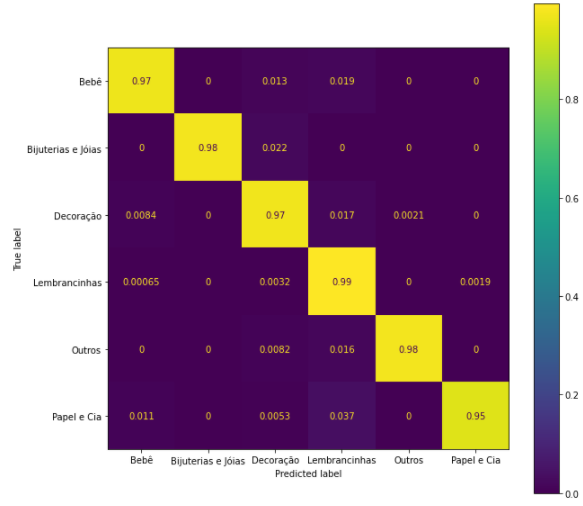 Bebê 0.97 0 0.013 0.019 0 0
Bijuterias e Jóias 0 0.98 0.022 0 0 0
Decoração 0.0084 0 0.97 0.017 0.0021 0
Lembrancinhas 0.00065 0 0.0032 0.99 0 0.0019
Outros 0 0 0.0082 0.016 0.98 0
Papel e Cia 0.011 0 0.0053 0.037 0 0.95
Bebê Bijuterias e Jóias Decoração Lembrancinhas Outros Papel e Cia
Predicted label
True label
0.8
0.6
0.4
0.2
0.0